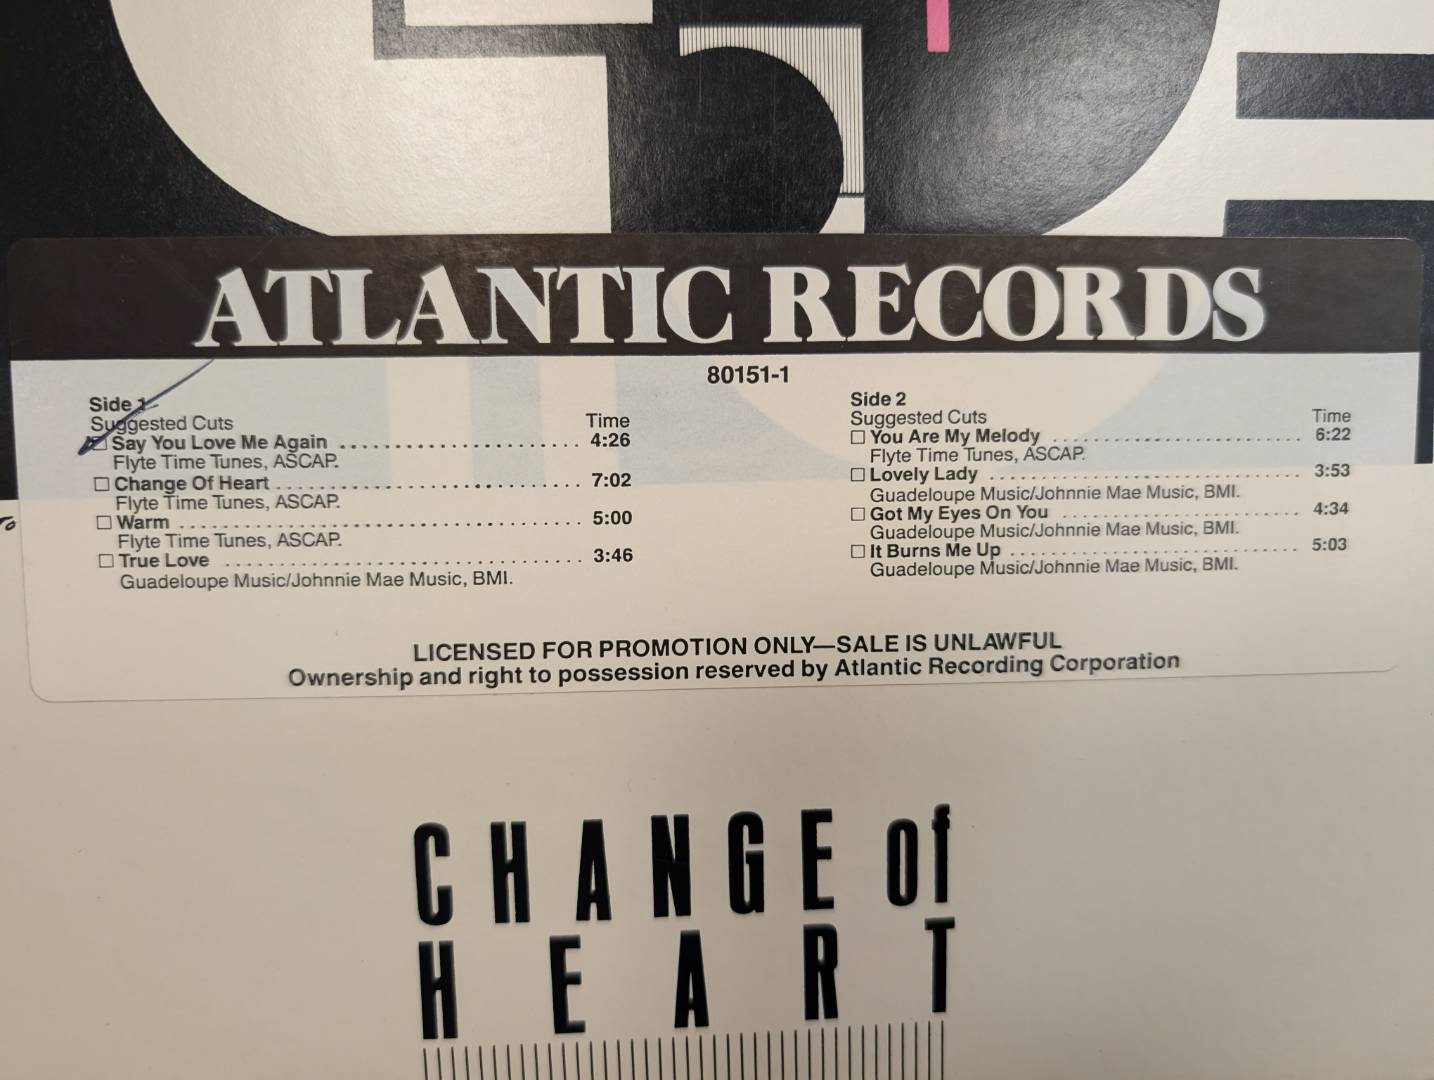 ATLANTIC RECORDS
80151-1
Side 1
Suggested Cuts Time
☐ Say You Love Me Again ........................ 4:26
Flyte Time Tunes, ASCAP.
☐ Change Of Heart ........................ 7:02
Flyte Time Tunes, ASCAP.
☐ Warm ........................ 5:00
Flyte Time Tunes, ASCAP.
☐ True Love ........................ 3:46
Guadeloupe Music/Johnnie Mae Music, BMI.
Side 2
Suggested Cuts Time
☐ You Are My Melody ........................ 6:22
Flyte Time Tunes, ASCAP.
☐ Lovely Lady ........................ 3:53
Guadeloupe Music/Johnnie Mae Music, BMI.
☐ Got My Eyes On You ........................ 4:34
Guadeloupe Music/Johnnie Mae Music, BMI.
☐ It Burns Me Up ........................ 5:03
Guadeloupe Music/Johnnie Mae Music, BMI.
LICENSED FOR PROMOTION ONLY—SALE IS UNLAWFUL
Ownership and right to possession reserved by Atlantic Recording Corporation
CHANGE of
HEART